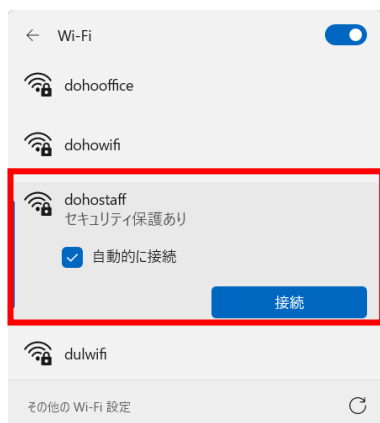 Wi-Fi
dohooffice
dohowifi
dohostaff
セキュリティ保護あり
自動的に接続
接続
dulwifi
その他の Wi-Fi 設定